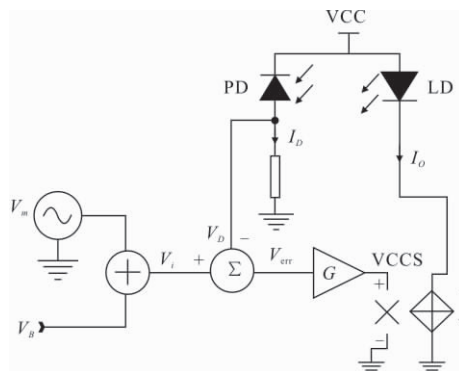 VCC
PD
LD
I_D
I_O
V_m
V_D
−
V_i
+
Σ
V_err
G
VCCS
+
−
+
V_B